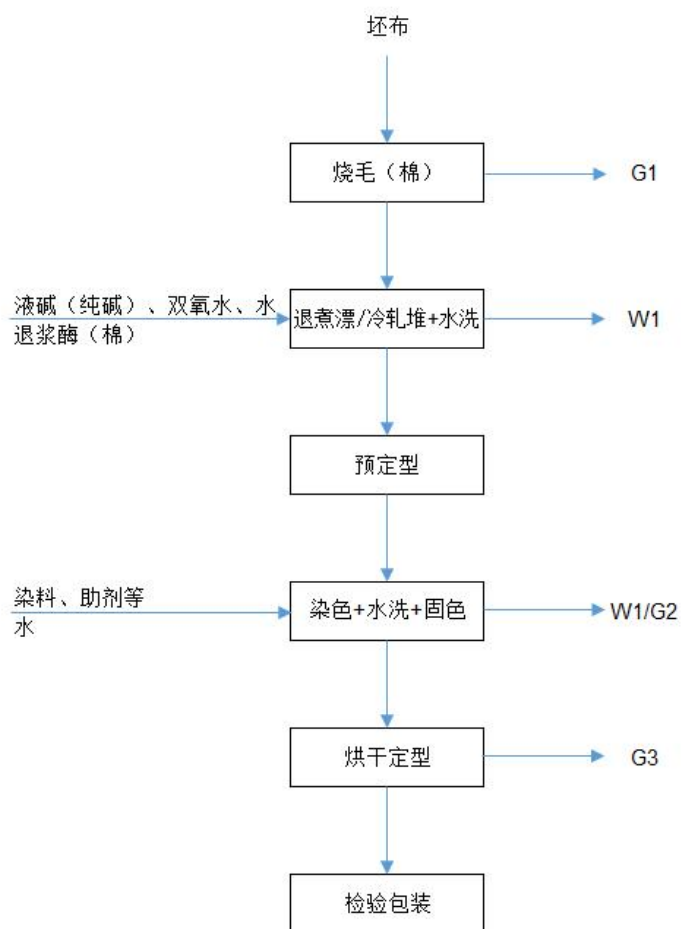 坯布
烧毛（棉）
G1
液碱（纯碱）、双氧水、水
退浆酶（棉）
退煮漂/冷轧堆+水洗
W1
预定型
染料、助剂等
水
染色+水洗+固色
W1/G2
烘干定型
G3
检验包装